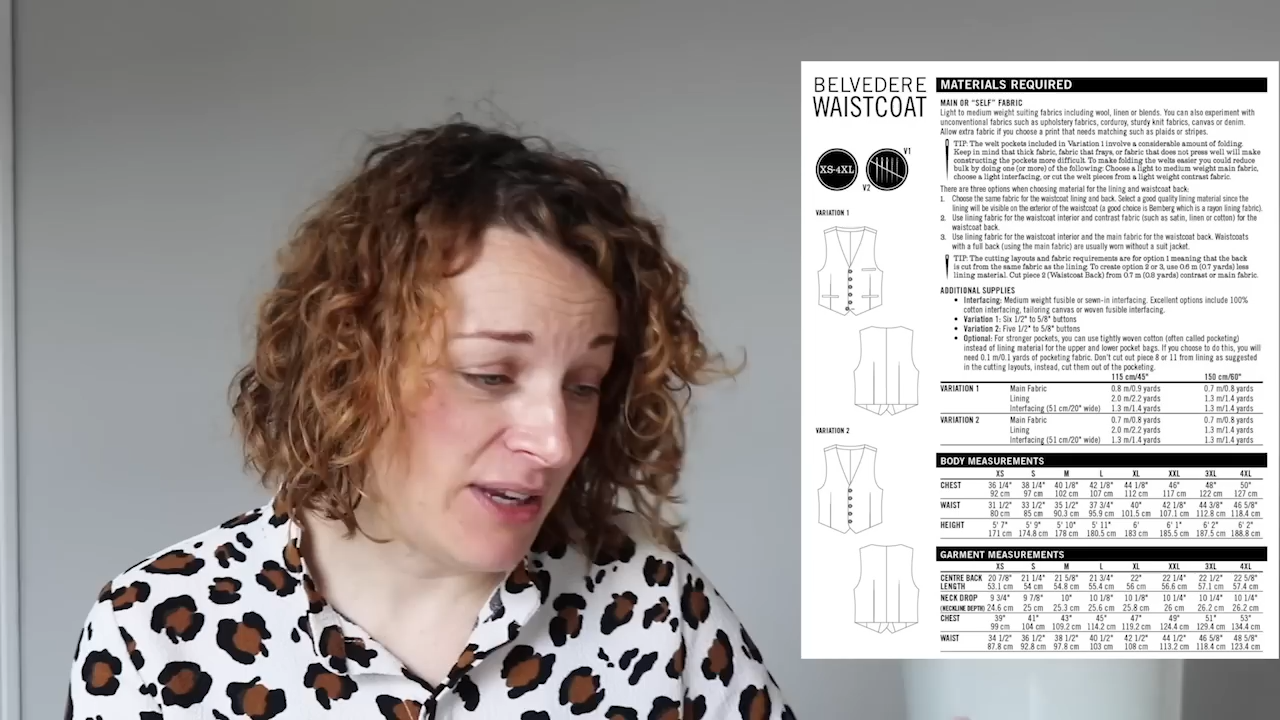 BELVEDERE
WAISTCOAT
XS-4XL
V1
V2
VARIATION 1
VARIATION 2
MATERIALS REQUIRED
MAIN OR "SELF" FABRIC
Light to medium weight suiting fabrics including wool, linen or blends. You can also experiment with
unconventional fabrics such as upholstery fabrics, corduroy, sturdy knit fabrics, canvas or denim.
Allow extra fabric if you choose a print that needs matching such as plaids or stripes.
TIP: The welt pockets included in Variation 1 involve a considerable amount of folding.
Keep in mind that thick fabric, fabric that frays, or fabric that does not press well will make
constructing the pockets more difficult. To make folding the welts easier you could reduce
bulk by doing one (or more) of the following: Choose a light to medium weight main fabric,
choose a light interfacing, or cut the welt pieces from a light weight contrast fabric.
There are three options when choosing material for the lining and waistcoat back:
1. Choose the same fabric for the waistcoat lining and back. Select a good quality lining material since the
lining will be visible on the exterior of the waistcoat (a good choice is Bemberg which is a rayon lining fabric).
2. Use lining fabric for the waistcoat interior and contrast fabric (such as satin, linen or cotton) for the
waistcoat back.
3. Use lining fabric for the waistcoat interior and the main fabric for the waistcoat back. Waistcoats
with a full back (using the main fabric) are usually worn without a suit jacket.
TIP: The cutting layouts and fabric requirements are for option 1 meaning that the back
is cut from the same fabric as the lining. To create option 2 or 3, use 0.6 m (0.7 yards) less
lining material. Cut piece 2 (Waistcoat Back) from 0.7 m (0.8 yards) contrast or main fabric.
ADDITIONAL SUPPLIES
• Interfacing: Medium weight fusible or sewn-in interfacing. Excellent options include 100%
cotton interfacing, tailoring canvas or woven fusible interfacing.
• Variation 1: Six 1/2" to 5/8" buttons
• Variation 2: Five 1/2" to 5/8" buttons
• Optional: For stronger pockets, you can use tightly woven cotton (often called pocketing)
instead of lining material for the upper and lower pocket bags. If you choose to do this, you will
need 0.1 m/0.1 yards of pocketing fabric. Don't cut out piece 8 or 11 from lining as suggested
in the cutting layouts, instead, cut them out of the pocketing.
115 cm/45" 150 cm/60"
VARIATION 1 Main Fabric 0.8 m/0.9 yards 0.7 m/0.8 yards
Lining 2.0 m/2.2 yards 1.3 m/1.4 yards
Interfacing (51 cm/20" wide) 1.3 m/1.4 yards 1.3 m/1.4 yards
VARIATION 2 Main Fabric 0.7 m/0.8 yards 0.7 m/0.8 yards
Lining 2.0 m/2.2 yards 1.3 m/1.4 yards
Interfacing (51 cm/20" wide) 1.3 m/1.4 yards 1.3 m/1.4 yards
BODY MEASUREMENTS
XS S M L XL XXL 3XL 4XL
CHEST 36 1/4" 38 1/4" 40 1/8" 42 1/8" 44 1/8" 46" 48" 50"
92 cm 97 cm 102 cm 107 cm 112 cm 117 cm 122 cm 127 cm
WAIST 31 1/2" 33 1/2" 35 1/2" 37 3/4" 40" 42 1/8" 44 3/8" 46 5/8"
80 cm 85 cm 90.3 cm 95.9 cm 101.5 cm 107.1 cm 112.8 cm 118.4 cm
HEIGHT 5' 7" 5' 9" 5' 10" 5' 11" 6' 6' 1" 6' 2" 6' 2"
171 cm 174.8 cm 178 cm 180.5 cm 183 cm 185.5 cm 187.5 cm 188.8 cm
GARMENT MEASUREMENTS
XS S M L XL XXL 3XL 4XL
CENTRE BACK 20 7/8" 21 1/4" 21 5/8" 21 3/4" 22" 22 1/4" 22 1/2" 22 5/8"
LENGTH 53.1 cm 54 cm 54.8 cm 55.4 cm 56 cm 56.6 cm 57.1 cm 57.4 cm
NECK DROP 9 3/4" 9 7/8" 10" 10 1/8" 10 1/8" 10 1/4" 10 1/4" 10 1/4"
(NECKLINE DEPTH) 24.6 cm 25 cm 25.3 cm 25.6 cm 25.8 cm 26 cm 26.2 cm 26.2 cm
CHEST 39" 41" 43" 45" 47" 49" 51" 53"
99 cm 104 cm 109.2 cm 114.2 cm 119.2 cm 124.4 cm 129.4 cm 134.4 cm
WAIST 34 1/2" 36 1/2" 38 1/2" 40 1/2" 42 1/2" 44 1/2" 46 5/8" 48 5/8"
87.8 cm 92.8 cm 97.8 cm 103 cm 108 cm 113.2 cm 118.4 cm 123.4 cm